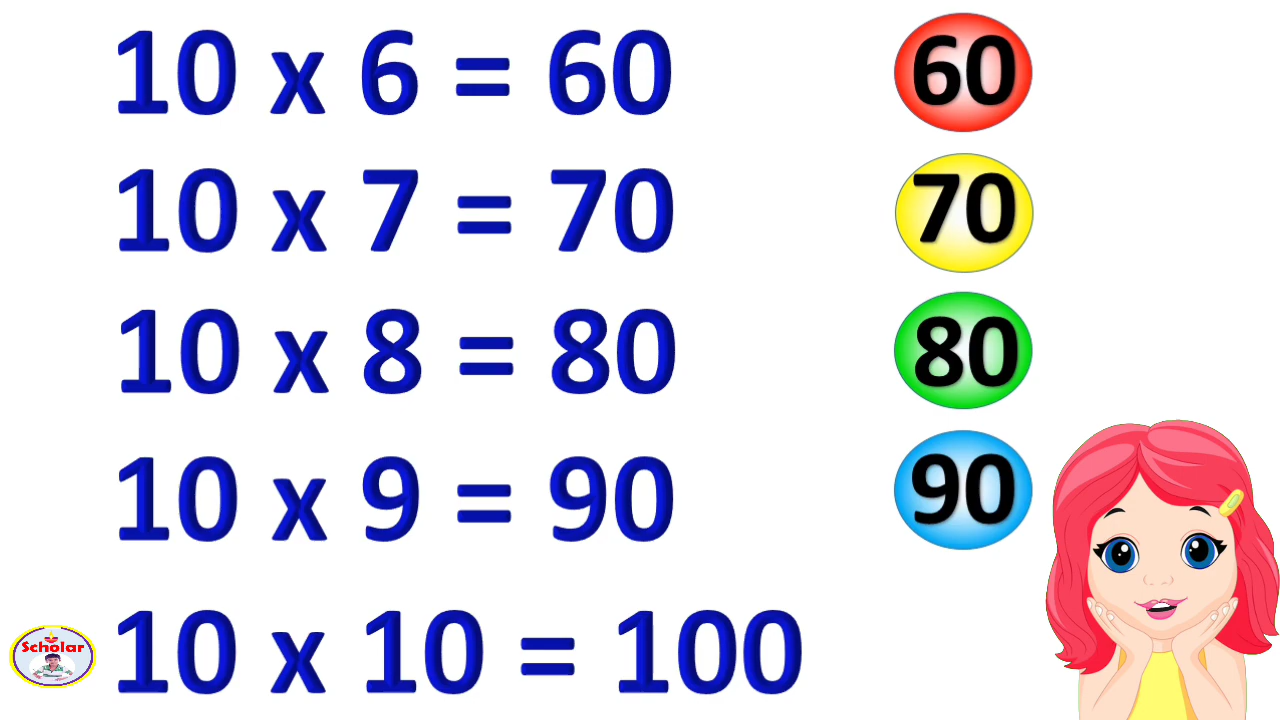 10 x 6 = 60 60
10 x 7 = 70 70
10 x 8 = 80 80
10 x 9 = 90 90
10 x 10 = 100
Scholar